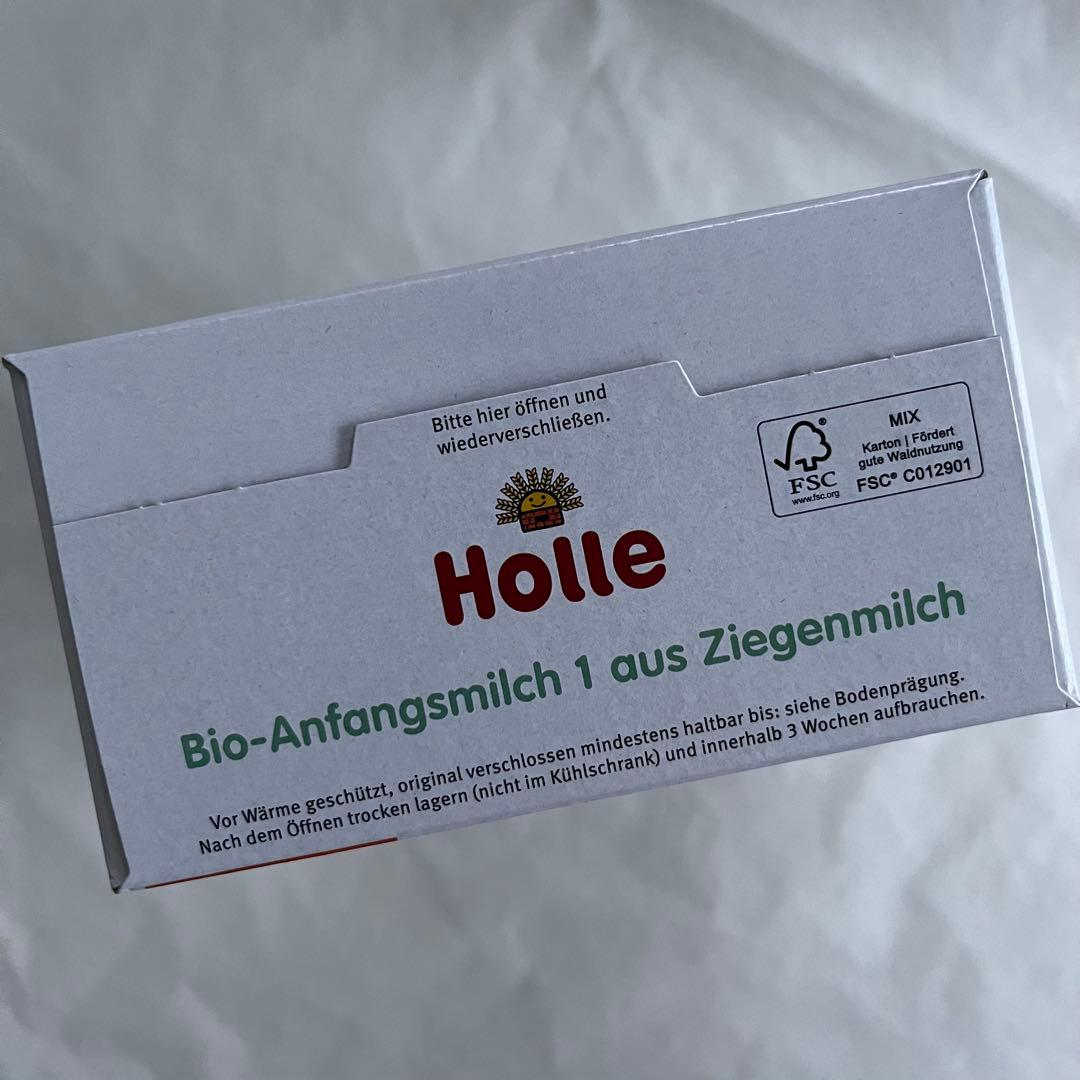 Bitte hier öffnen und
wiederverschließen.
MIX
Karton | Fördert
gute Waldnutzung
FSC® C012901
®
FSC
www.fsc.org
Holle
Bio-Anfangsmilch 1 aus Ziegenmilch
Vor Wärme geschützt, original verschlossen mindestens haltbar bis: siehe Bodenprägung.
Nach dem Öffnen trocken lagern (nicht im Kühlschrank) und innerhalb 3 Wochen aufbrauchen.